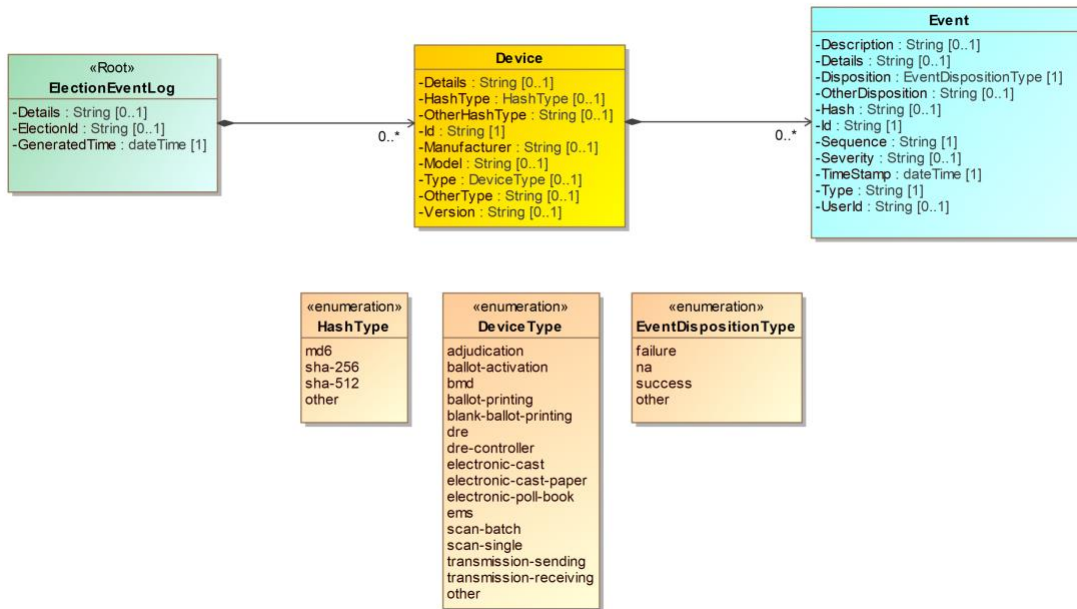 «Root»
ElectionEventLog
-Details : String [0..1]
-ElectionId : String [0..1]
-GeneratedTime : dateTime [1]
0..*
Device
-Details : String [0..1]
-HashType : HashType [0..1]
-OtherHashType : String [0..1]
-Id : String [1]
-Manufacturer : String [0..1]
-Model : String [0..1]
-Type : DeviceType [0..1]
-OtherType : String [0..1]
-Version : String [0..1]
0..*
Event
-Description : String [0..1]
-Details : String [0..1]
-Disposition : EventDispositionType [1]
-OtherDisposition : String [0..1]
-Hash : String [0..1]
-Id : String [1]
-Sequence : String [1]
-Severity : String [0..1]
-TimeStamp : dateTime [1]
-Type : String [1]
-UserId : String [0..1]
«enumeration»
HashType
md6
sha-256
sha-512
other
«enumeration»
DeviceType
adjudication
ballot-activation
bmd
ballot-printing
blank-ballot-printing
dre
dre-controller
electronic-cast
electronic-cast-paper
electronic-poll-book
ems
scan-batch
scan-single
transmission-sending
transmission-receiving
other
«enumeration»
EventDispositionType
failure
na
success
other